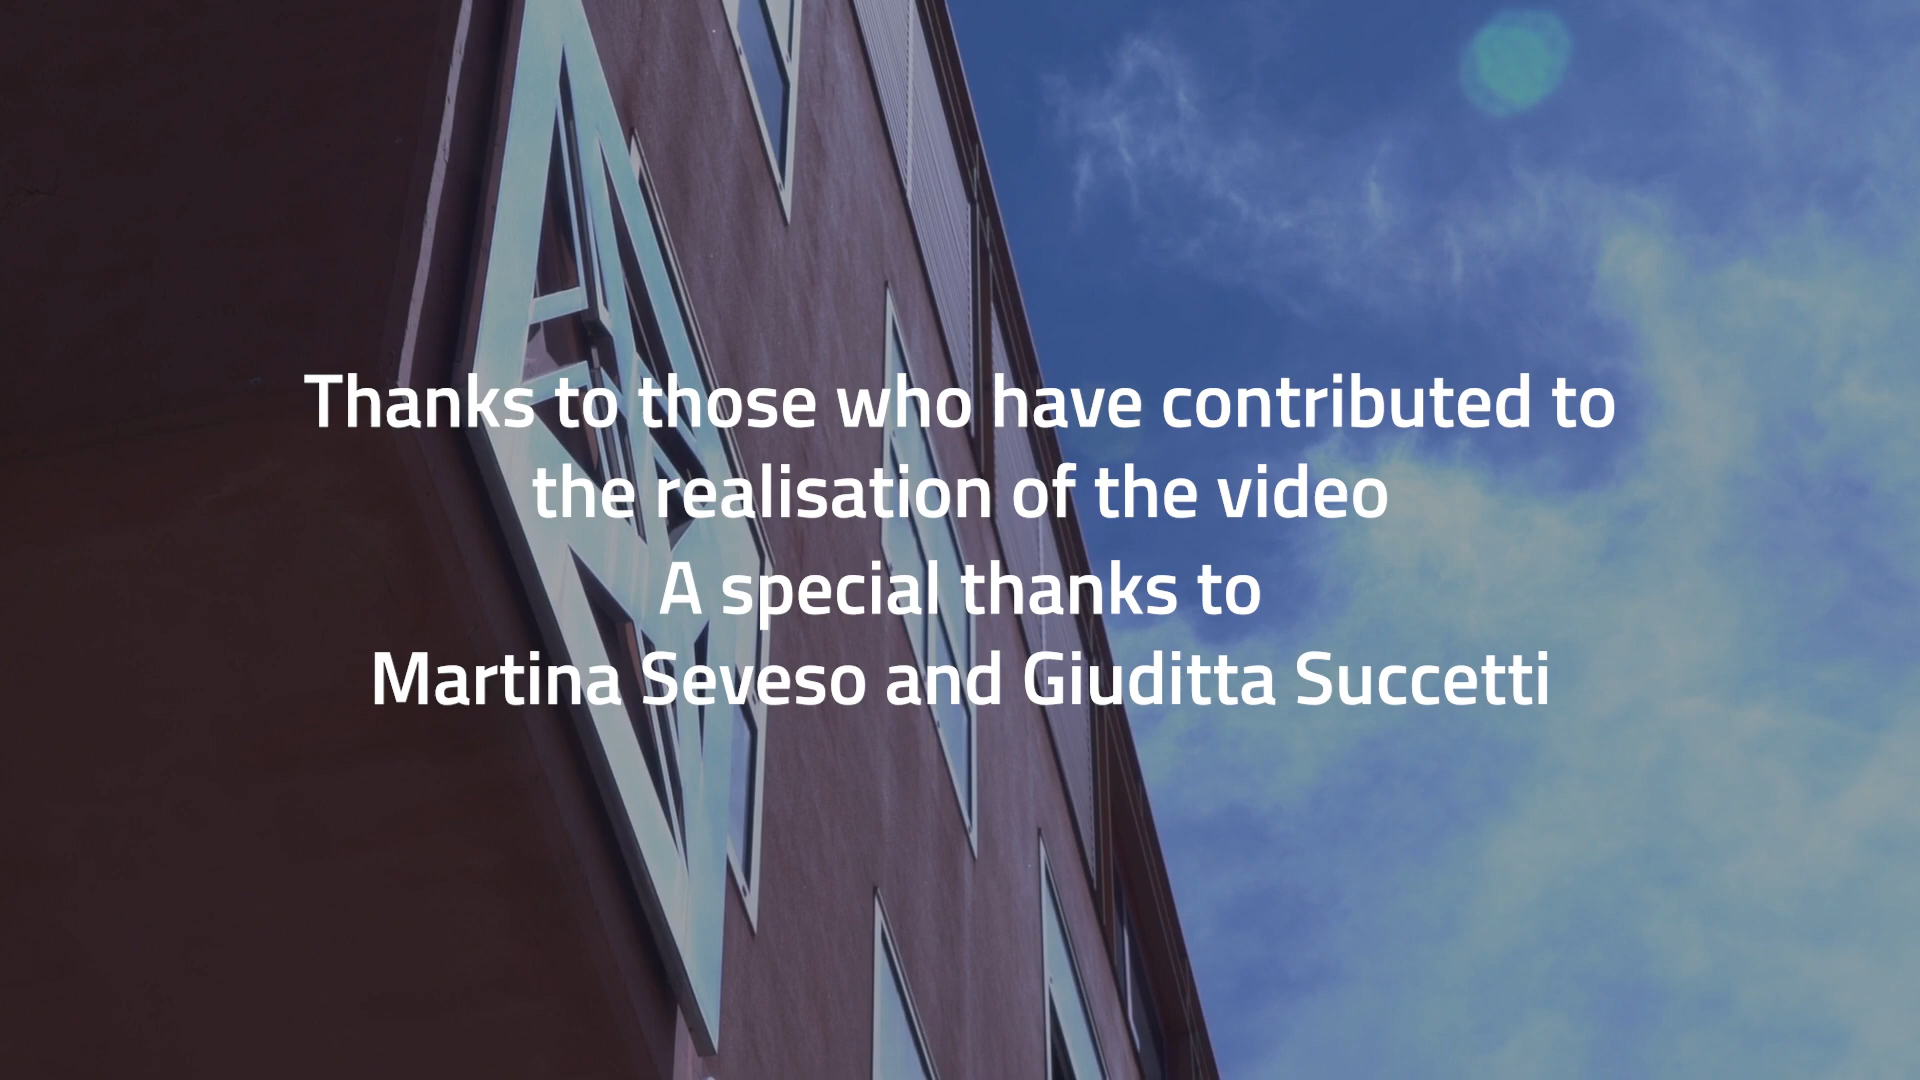 Thanks to those who have contributed to
the realisation of the video
A special thanks to
Martina Seveso and Giuditta Succetti